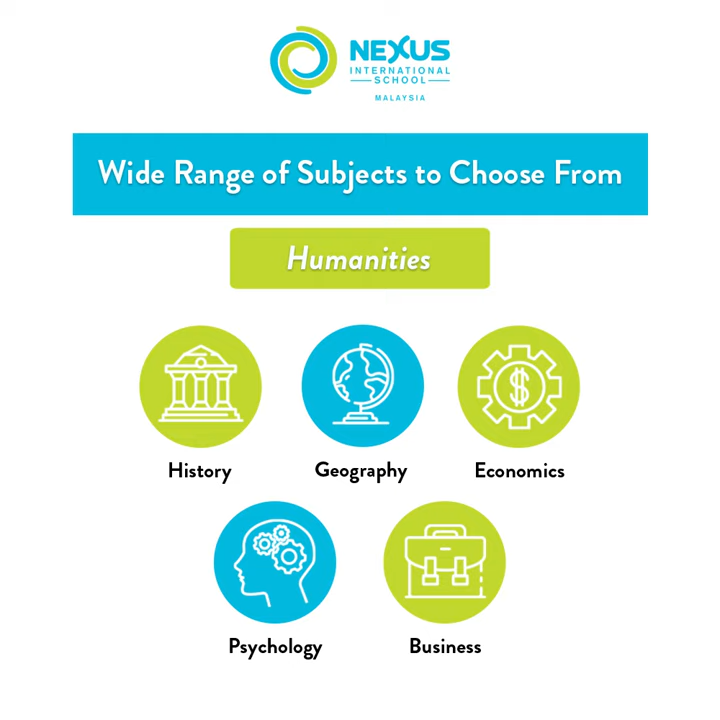 NEXUS
INTERNATIONAL
SCHOOL
MALAYSIA
Wide Range of Subjects to Choose From
Humanities
$
History
Geography
Economics
Psychology
Business